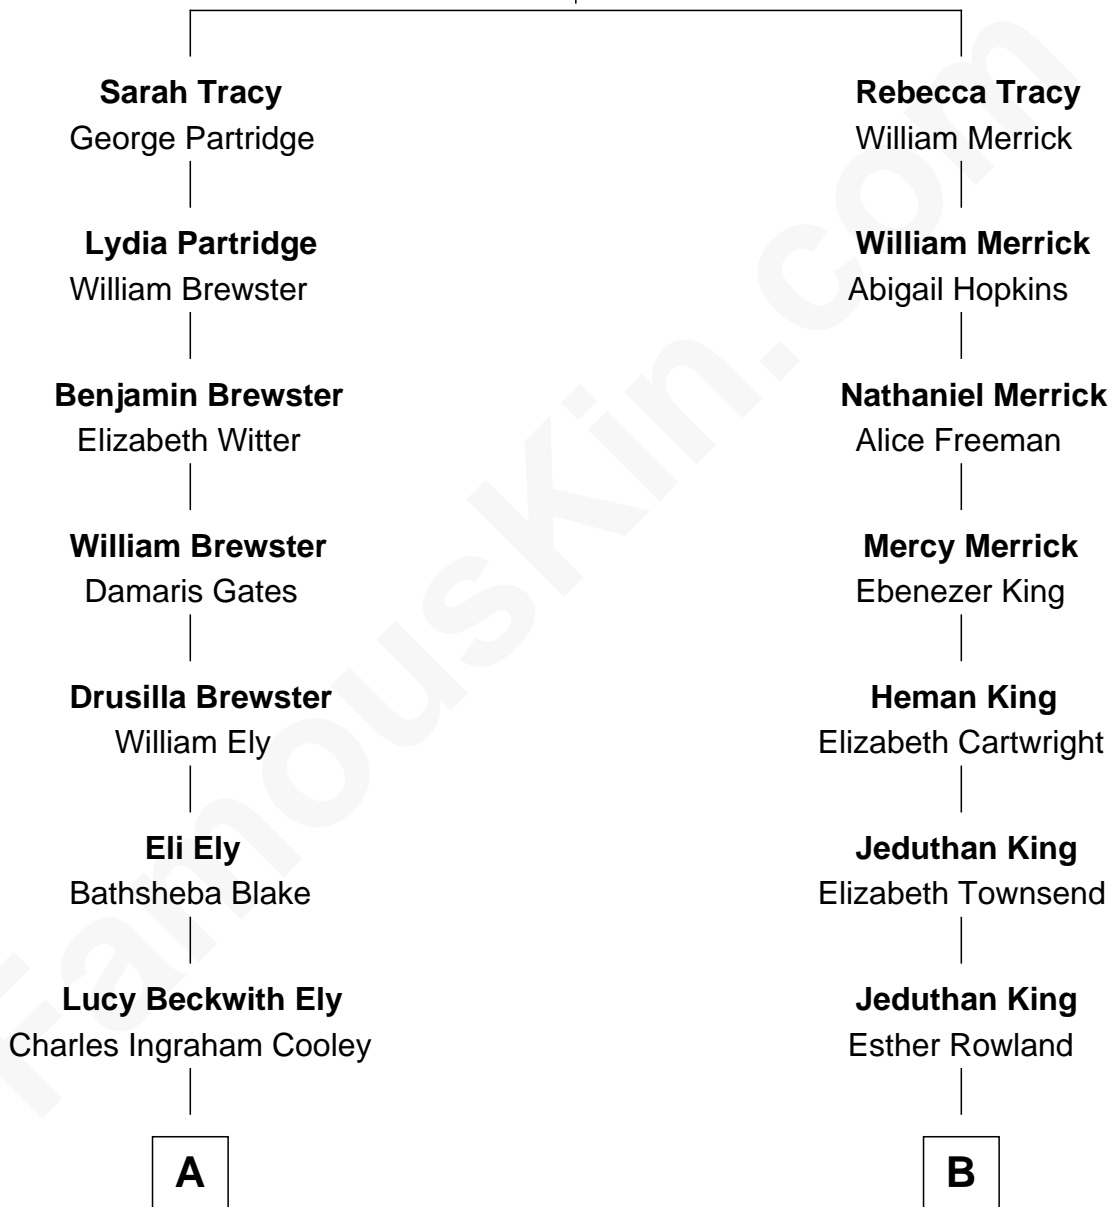 Sarah Tracy
George Partridge
Lydia Partridge
William Brewster
Benjamin Brewster
Elizabeth Witter
William Brewster
Damaris Gates
Drusilla Brewster
William Ely
Eli Ely
Bathsheba Blake
Lucy Beckwith Ely
Charles Ingraham Cooley
A
Rebecca Tracy
William Merrick
William Merrick
Abigail Hopkins
Nathaniel Merrick
Alice Freeman
Mercy Merrick
Ebenezer King
Heman King
Elizabeth Cartwright
Jeduthan King
Elizabeth Townsend
Jeduthan King
Esther Rowland
B
FamousKin.com